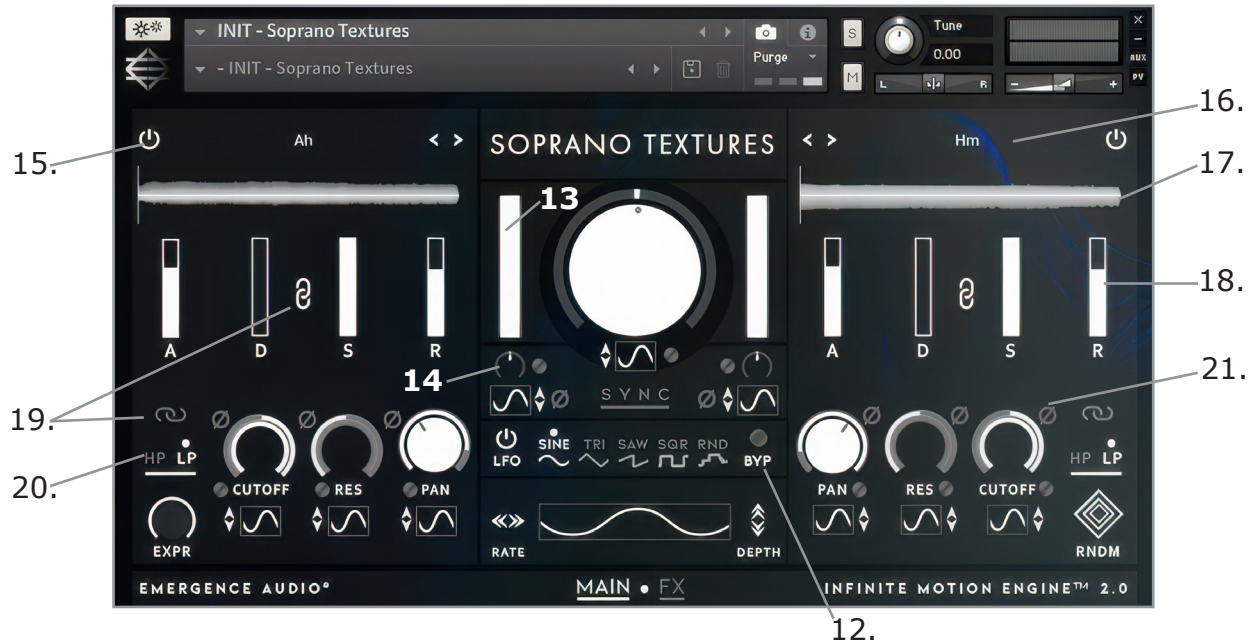 INIT - Soprano Textures
- INIT - Soprano Textures
Purge
S
M
Tune
0.00
L R
- +
×
-
AUX
PV
16.
15.
Ah < >
SOPRANO TEXTURES
< > Hm
17.
13
18.
A D S R
A D S R
14
21.
SYNC
19.
20.
HP LP
CUTOFF RES PAN
LFO SINE TRI SAW SQR RND BYP
PAN RES CUTOFF
HP LP
EXPR
RATE DEPTH
RNDM
EMERGENCE AUDIO°
MAIN • FX
INFINITE MOTION ENGINE™ 2.0
12.